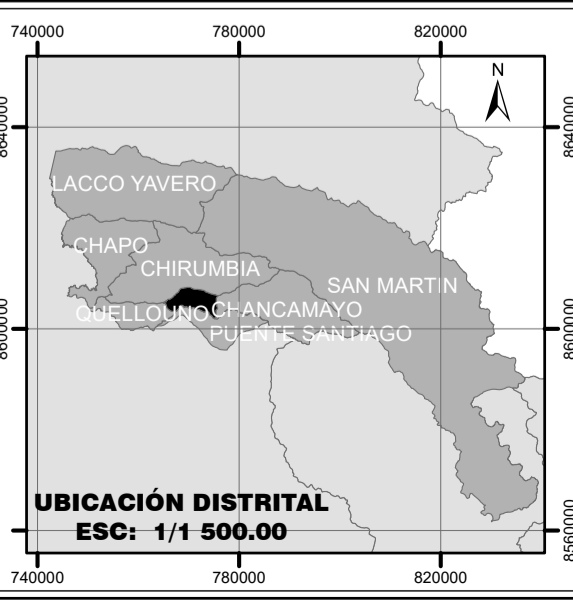 740000 780000 820000
N
8640000 8640000
LACCO YAVERO
CHAPO
CHIRUMBIA
SAN MARTIN
QUELLOUNO CHANCAMAYO
8600000 8600000
PUENTE SANTIAGO
UBICACIÓN DISTRITAL
ESC: 1/1 500.00
8560000
740000 780000 820000